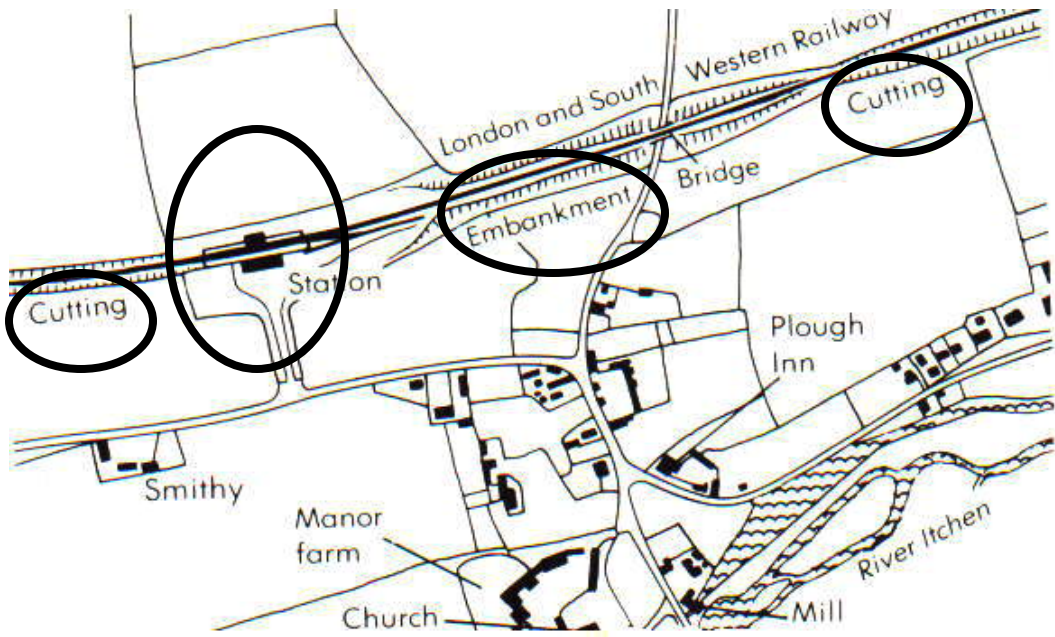 London and South Western Railway
Cutting
Bridge
Embankment
Station
Cutting
Plough
Inn
Smithy
Manor
farm
River Itchen
Church
Mill